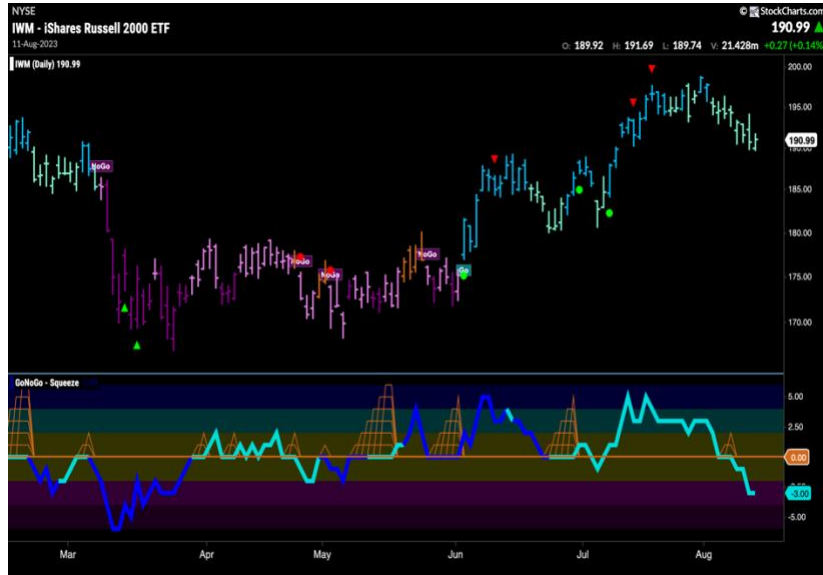 NYSE
© StockCharts.com
IWM - iShares Russell 2000 ETF
190.99
11-Aug-2023
O: 189.92 H: 191.69 L: 189.74 V: 21.428m +0.27 (+0.14%)
IWM (Daily) 190.99
200.00
195.00
190.99
190.00
185.00
180.00
175.00
170.00
NoGo
NoGo
NoGo
NoGo
Go
GoNoGo - Squeeze
5.00
2.50
0.00
-3.00
-5.00
Mar Apr May Jun Jul Aug